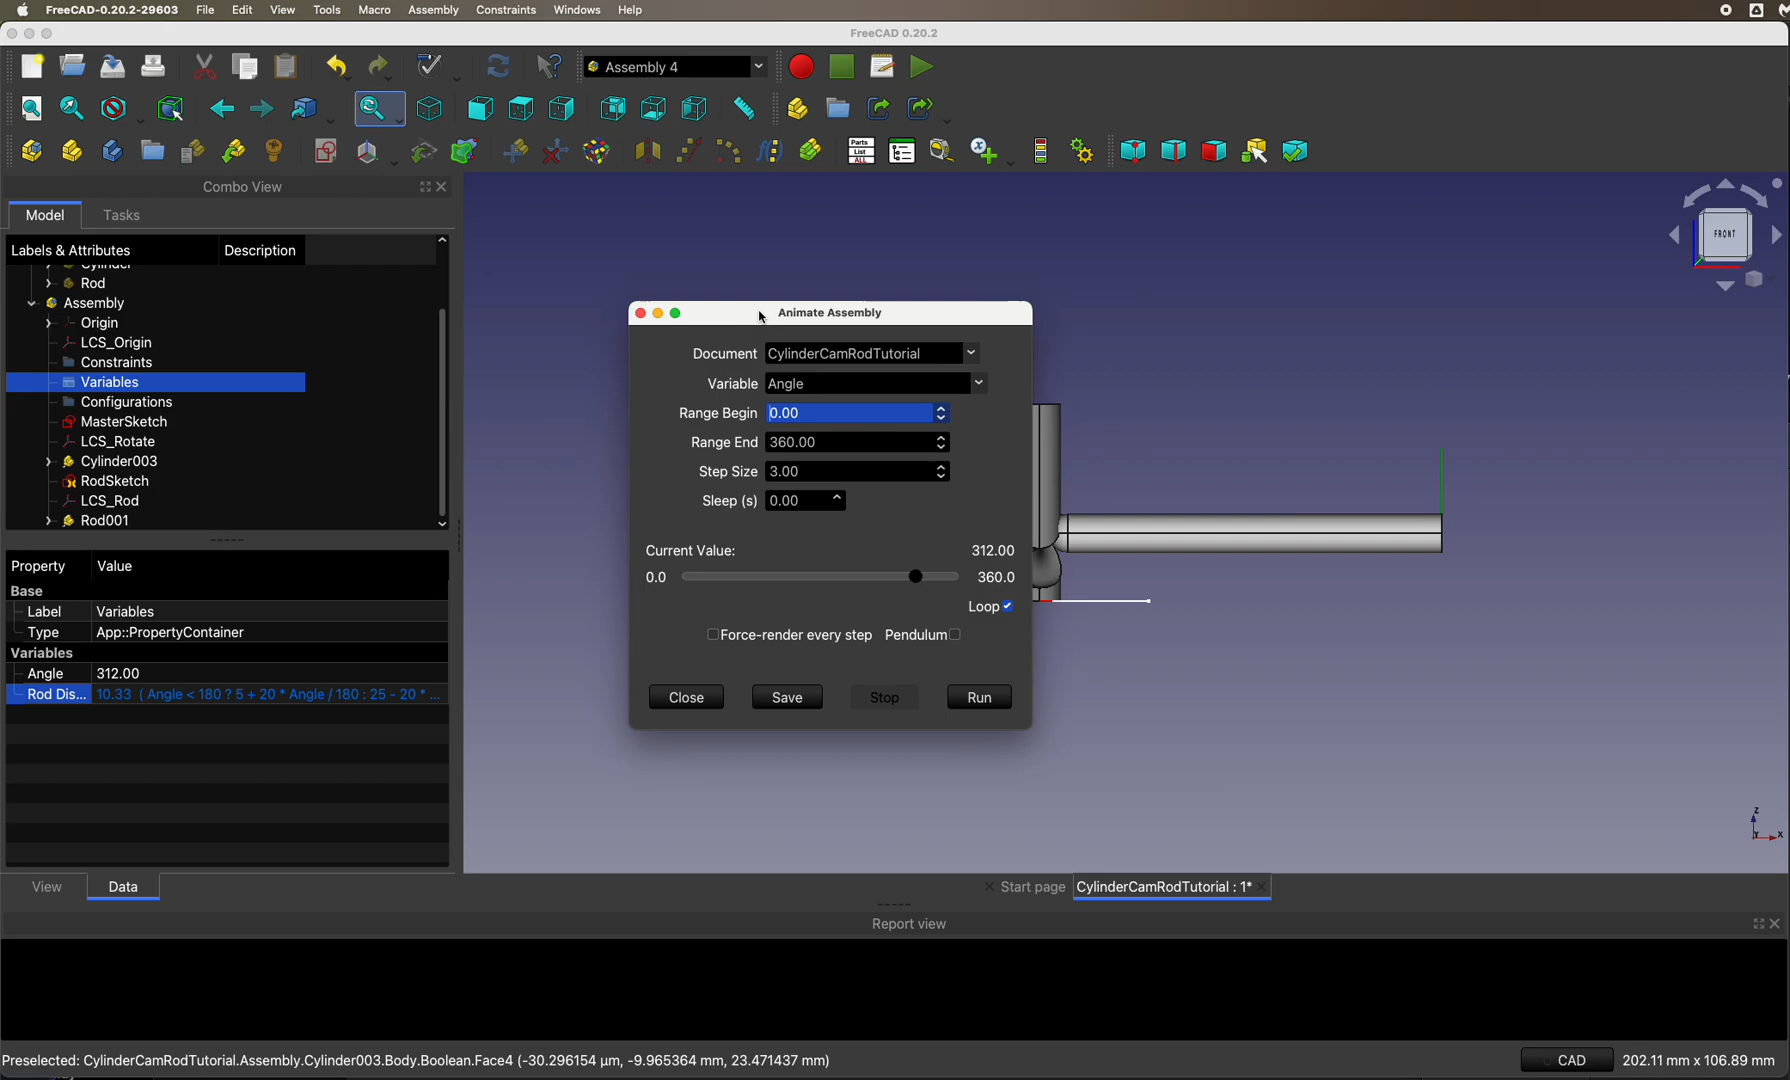 FreeCAD-0.20.2-29603 File Edit View Tools Macro Assembly Constraints Windows Help
FreeCAD 0.20.2
Assembly 4
Parts
List
ALL
Combo View
Model Tasks
Labels & Attributes Description
Rod
Assembly
Origin
LCS_Origin
Constraints
Variables
Configurations
MasterSketch
LCS_Rotate
Cylinder003
RodSketch
LCS_Rod
Rod001
Property Value
Base
Label Variables
Type App::PropertyContainer
Variables
Angle 312.00
Rod Dis... 10.33 ( Angle < 180 ? 5 + 20 * Angle / 180 : 25 - 20 * ...
View Data
Animate Assembly
Document CylinderCamRodTutorial
Variable Angle
Range Begin 0.00
Range End 360.00
Step Size 3.00
Sleep (s) 0.00
Current Value: 312.00
0.0 360.0
Loop
Force-render every step Pendulum
Close Save Stop Run
FRONT
Z
Y X
Start page CylinderCamRodTutorial : 1*
Report view
Preselected: CylinderCamRodTutorial.Assembly.Cylinder003.Body.Boolean.Face4 (-30.296154 µm, -9.965364 mm, 23.471437 mm)
CAD 202.11 mm x 106.89 mm